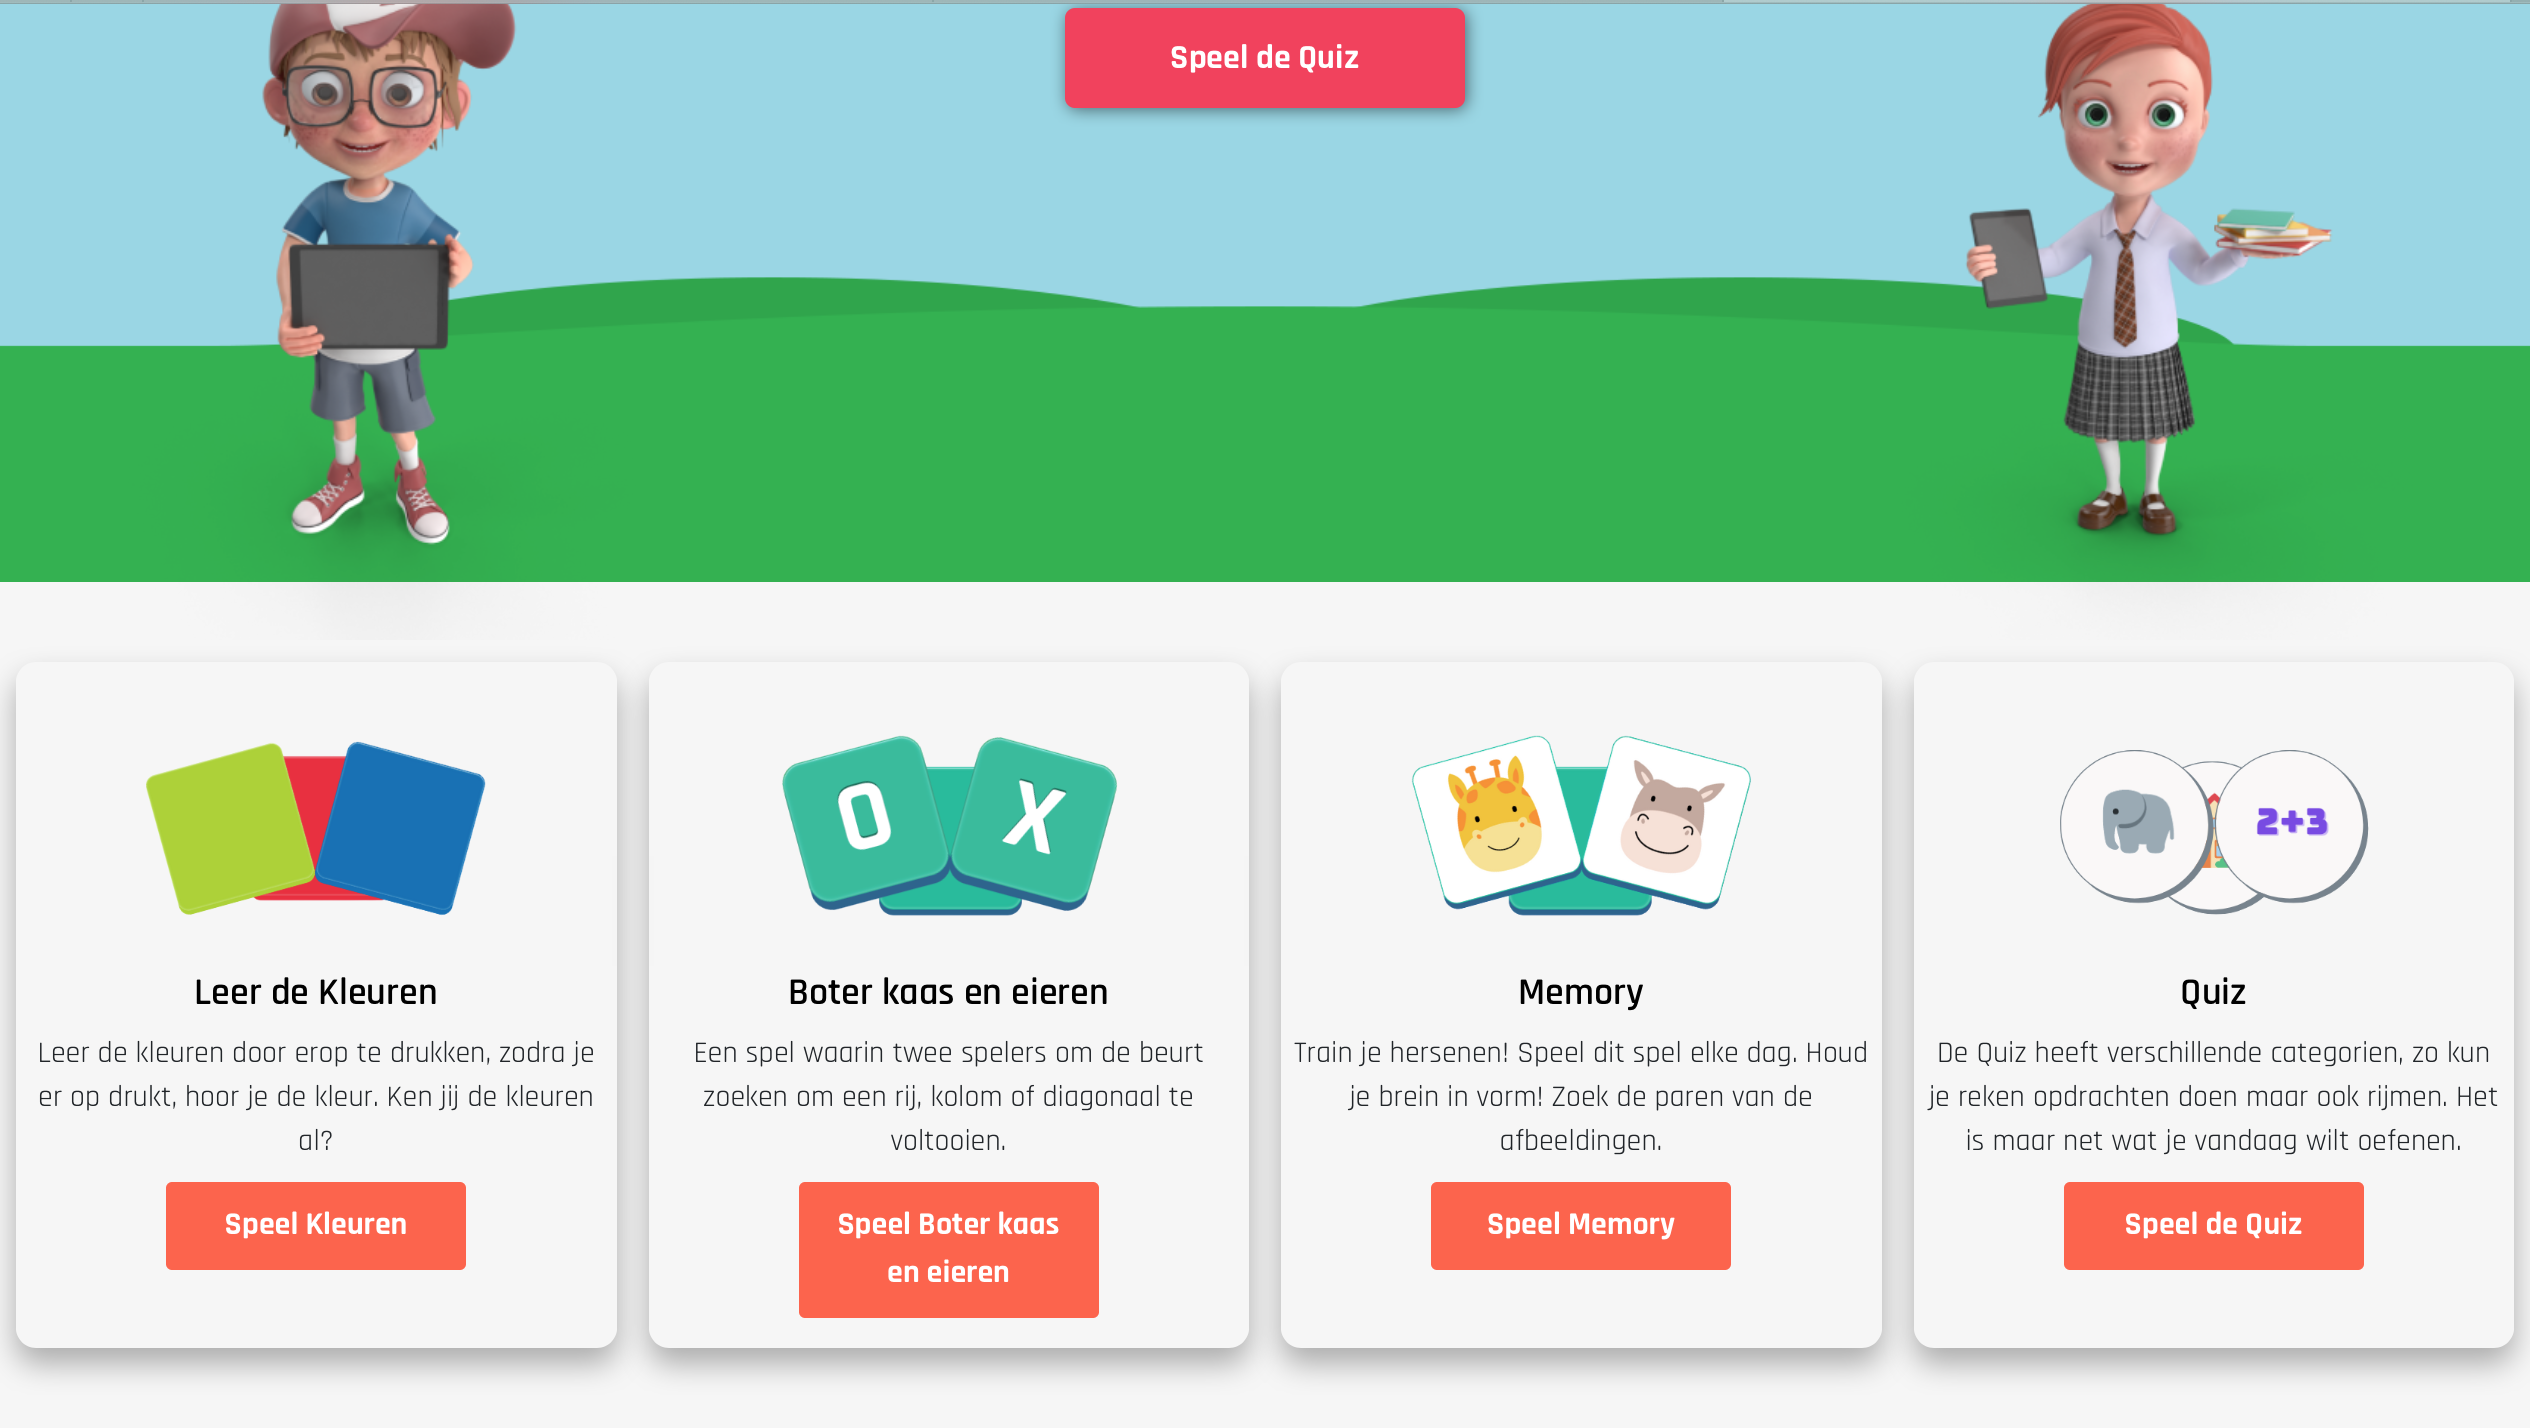 Speel de Quiz
O
X
2+3
Leer de Kleuren
Leer de kleuren door erop te drukken, zodra je
er op drukt, hoor je de kleur. Ken jij de kleuren
al?
Speel Kleuren
Boter kaas en eieren
Een spel waarin twee spelers om de beurt
zoeken om een rij, kolom of diagonaal te
voltooien.
Speel Boter kaas
en eieren
Memory
Train je hersenen! Speel dit spel elke dag. Houd
je brein in vorm! Zoek de paren van de
afbeeldingen.
Speel Memory
Quiz
De Quiz heeft verschillende categorien, zo kun
je reken opdrachten doen maar ook rijmen. Het
is maar net wat je vandaag wilt oefenen.
Speel de Quiz